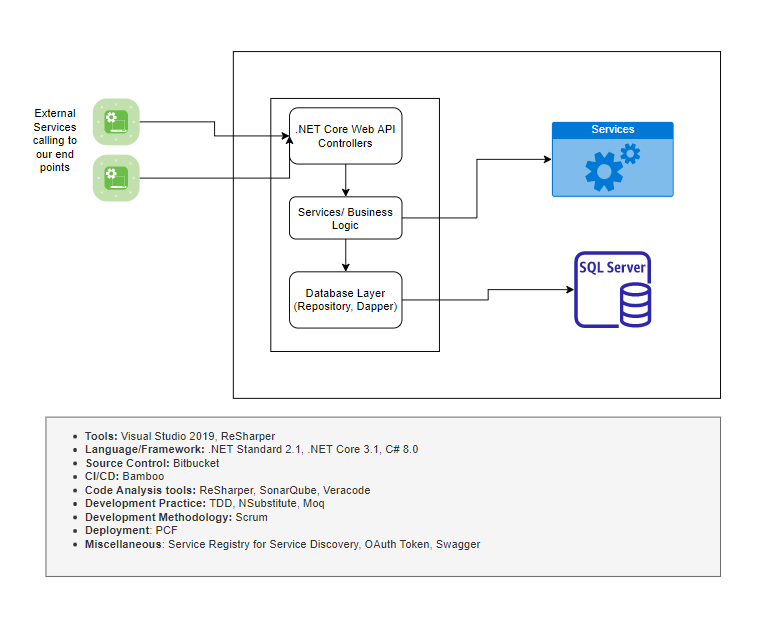 External
Services
calling to
our end
points
.NET Core Web API
Controllers
Services/ Business
Logic
Database Layer
(Repository, Dapper)
Services
SQL Server
Tools: Visual Studio 2019, ReSharper
Language/Framework: .NET Standard 2.1, .NET Core 3.1, C# 8.0
Source Control: Bitbucket
CI/CD: Bamboo
Code Analysis tools: ReSharper, SonarQube, Veracode
Development Practice: TDD, NSubstitute, Moq
Development Methodology: Scrum
Deployment: PCF
Miscellaneous: Service Registry for Service Discovery, OAuth Token, Swagger